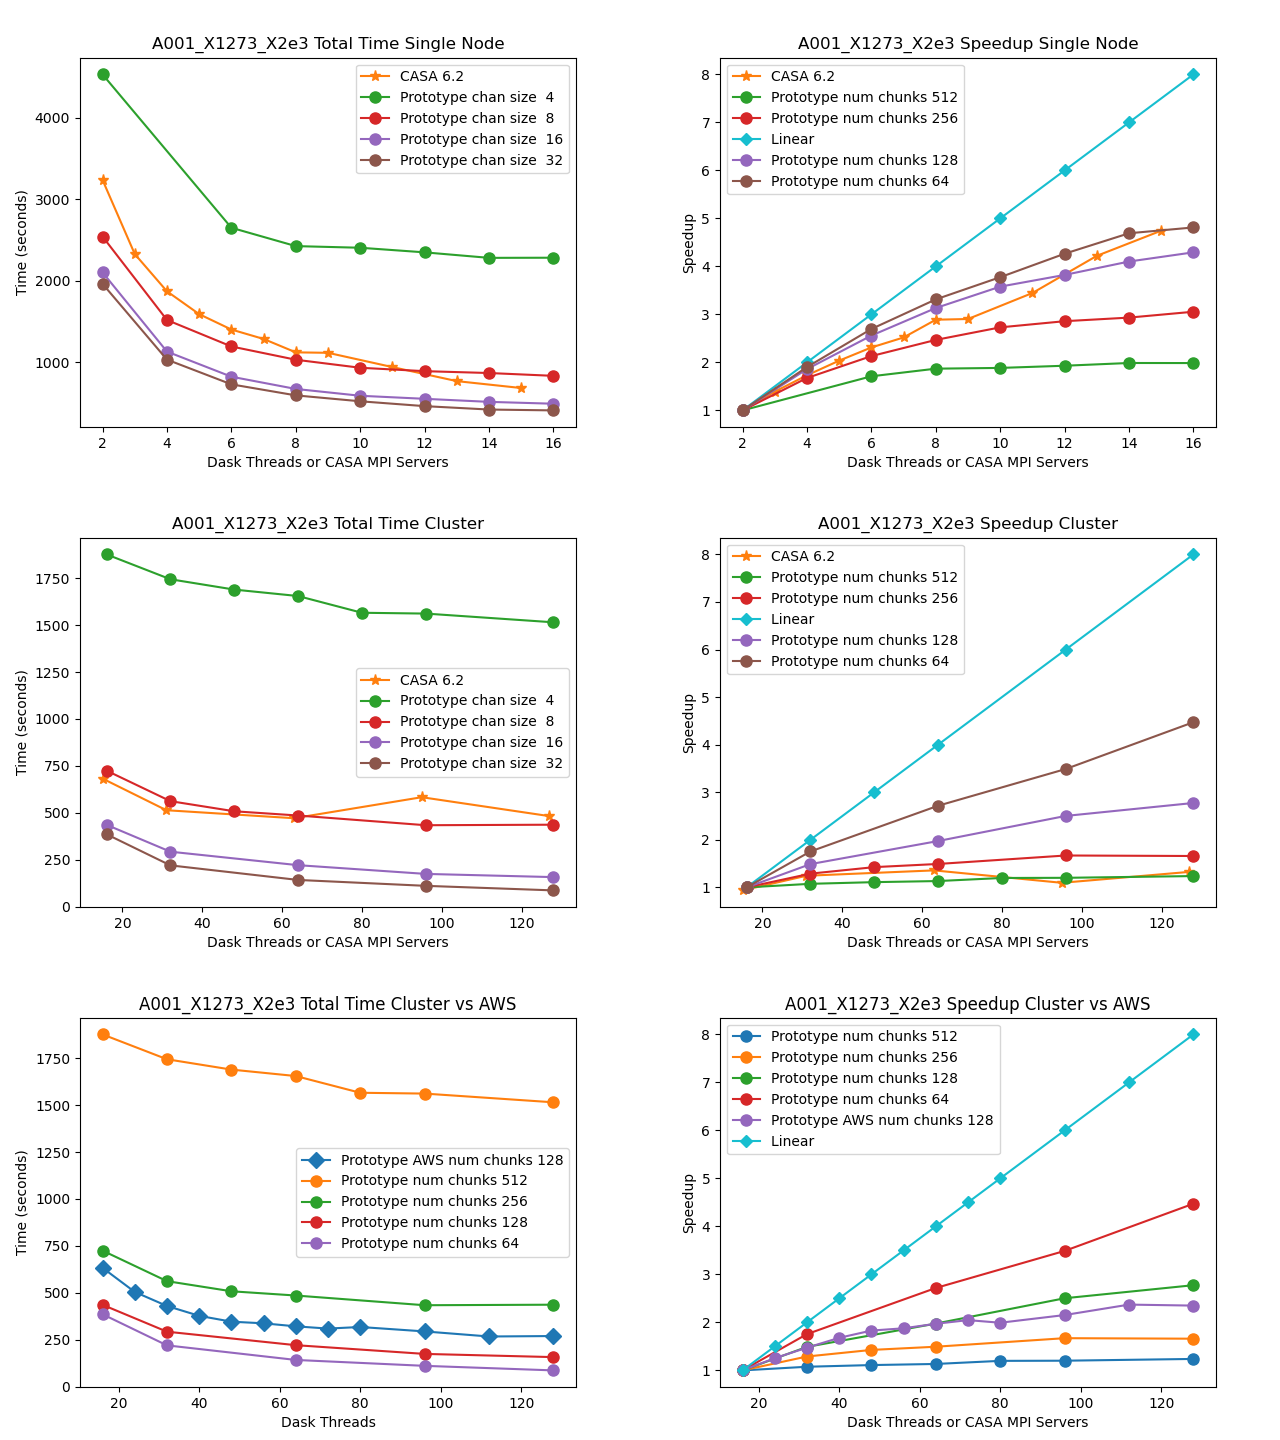 A001_X1273_X2e3 Total Time Single Node
Time (seconds)
4000
3000
2000
1000
CASA 6.2
Prototype chan size  4
Prototype chan size  8
Prototype chan size  16
Prototype chan size  32
2 4 6 8 10 12 14 16
Dask Threads or CASA MPI Servers
A001_X1273_X2e3 Speedup Single Node
Speedup
8
7
6
5
4
3
2
1
CASA 6.2
Prototype num chunks 512
Prototype num chunks 256
Linear
Prototype num chunks 128
Prototype num chunks 64
2 4 6 8 10 12 14 16
Dask Threads or CASA MPI Servers
A001_X1273_X2e3 Total Time Cluster
Time (seconds)
1750
1500
1250
1000
750
500
250
0
CASA 6.2
Prototype chan size  4
Prototype chan size  8
Prototype chan size  16
Prototype chan size  32
20 40 60 80 100 120
Dask Threads or CASA MPI Servers
A001_X1273_X2e3 Speedup Cluster
Speedup
8
7
6
5
4
3
2
1
CASA 6.2
Prototype num chunks 512
Prototype num chunks 256
Linear
Prototype num chunks 128
Prototype num chunks 64
20 40 60 80 100 120
Dask Threads or CASA MPI Servers
A001_X1273_X2e3 Total Time Cluster vs AWS
Time (seconds)
1750
1500
1250
1000
750
500
250
0
Prototype AWS num chunks 128
Prototype num chunks 512
Prototype num chunks 256
Prototype num chunks 128
Prototype num chunks 64
20 40 60 80 100 120
Dask Threads
A001_X1273_X2e3 Speedup Cluster vs AWS
Speedup
8
7
6
5
4
3
2
1
Prototype num chunks 512
Prototype num chunks 256
Prototype num chunks 128
Prototype num chunks 64
Prototype AWS num chunks 128
Linear
20 40 60 80 100 120
Dask Threads or CASA MPI Servers